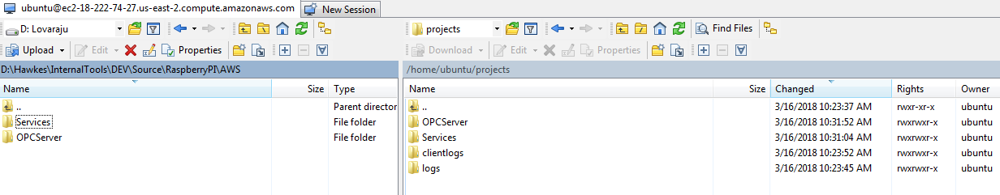 ubuntu@ec2-18-222-74-27.us-east-2.compute.amazonaws.com New Session
D: Lovaraju projects Find Files
Upload Edit Properties Download Edit Properties
D:\Hawkes\InternalTools\DEV\Source\RaspberryPI\AWS /home/ubuntu/projects
Name Size Type Name Size Changed Rights Owner
.. Parent director .. 3/16/2018 10:23:37 AM rwxr-xr-x ubuntu
Services File folder OPCServer 3/16/2018 10:31:52 AM rwxrwxr-x ubuntu
OPCServer File folder Services 3/16/2018 10:31:04 AM rwxrwxr-x ubuntu
clientlogs 3/16/2018 10:23:52 AM rwxrwxr-x ubuntu
logs 3/16/2018 10:23:45 AM rwxrwxr-x ubuntu